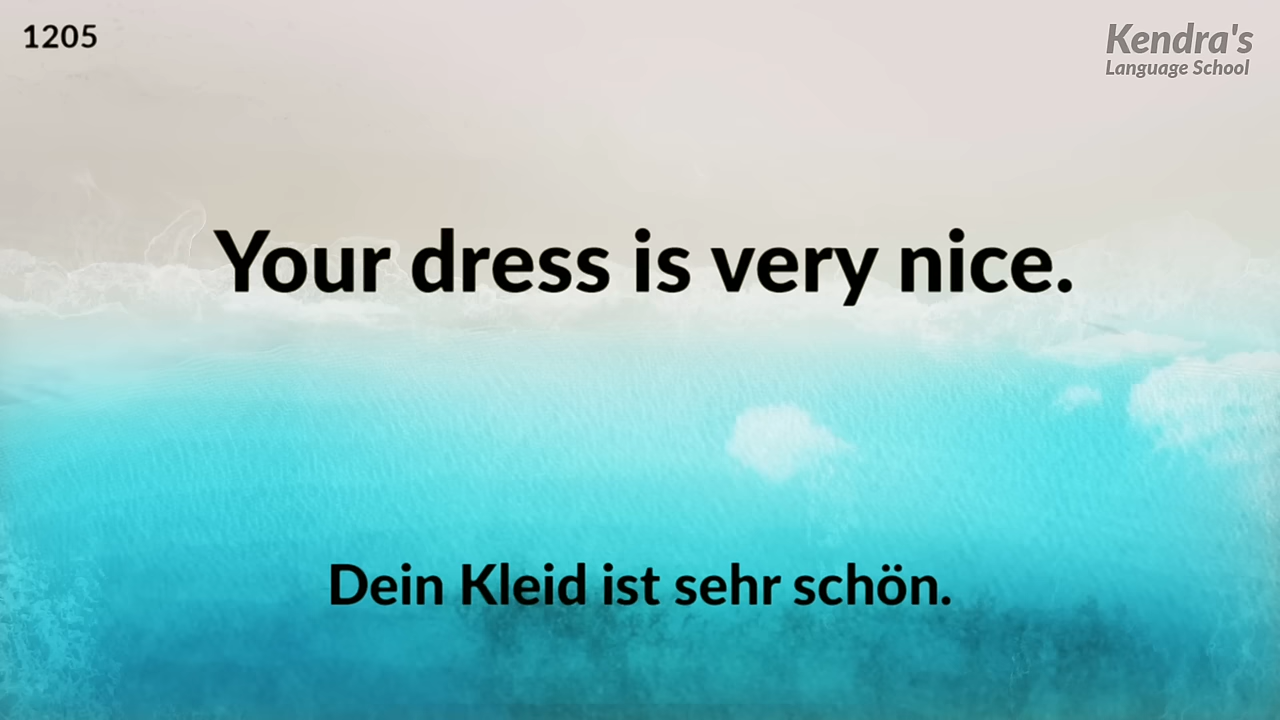 1205
Kendra's
Language School
Your dress is very nice.
Dein Kleid ist sehr schön.